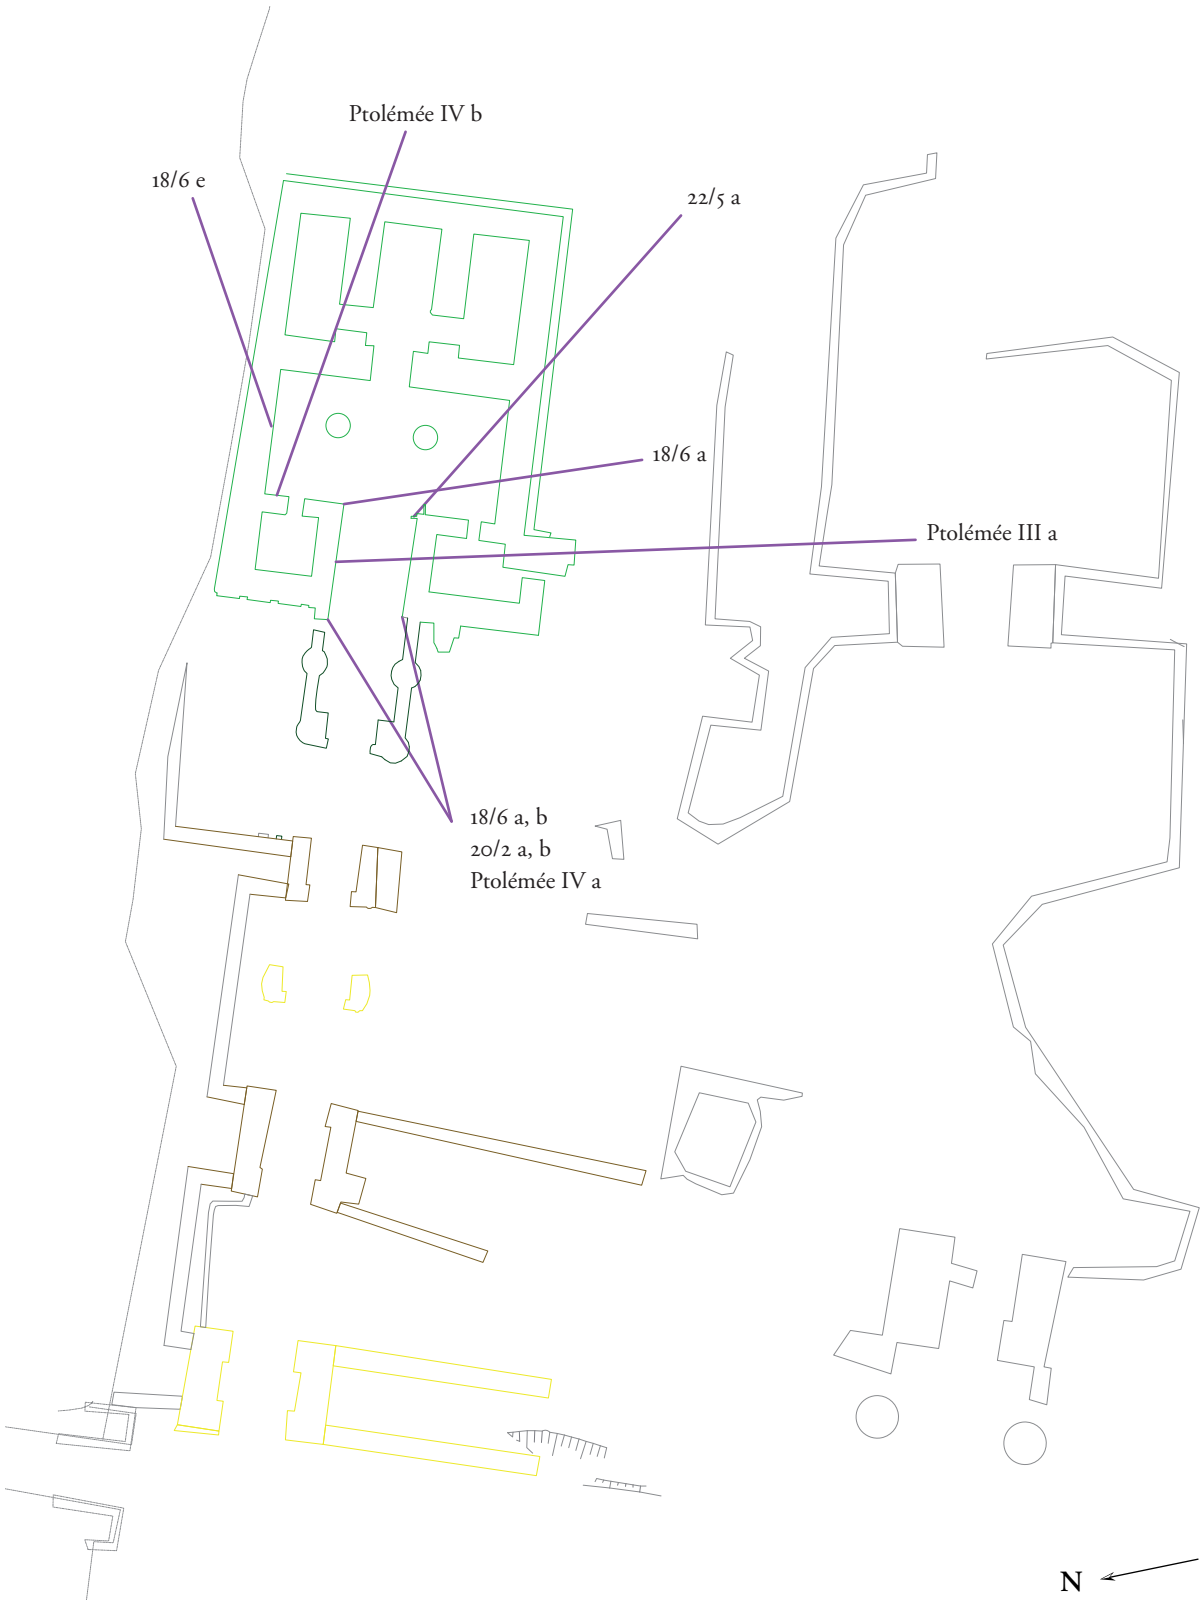 Ptolémée IV b
18/6 e
22/5 a
18/6 a
Ptolémée III a
18/6 a, b
20/2 a, b
Ptolémée IV a
N